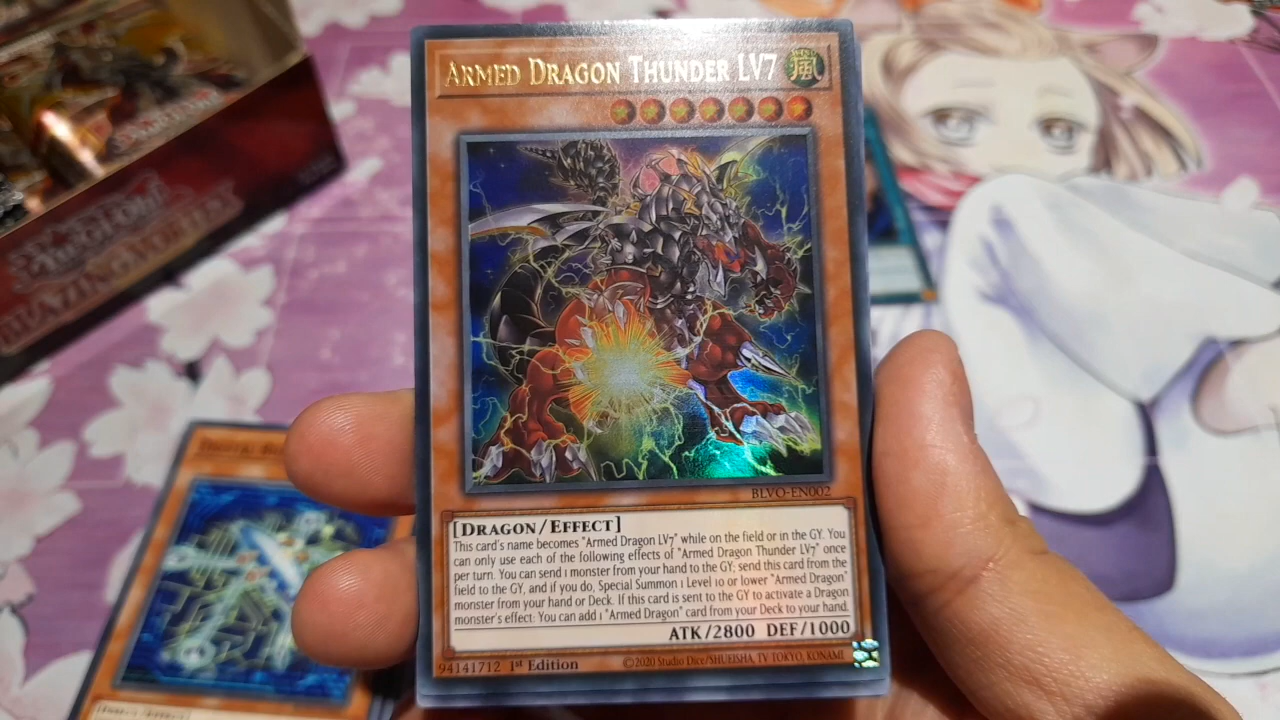 ARMED DRAGON THUNDER LV7
WIND
嵐
BLVO-EN002
[DRAGON/EFFECT]
This card's name becomes "Armed Dragon LV7" while on the field or in the GY. You
can only use each of the following effects of "Armed Dragon Thunder LV7" once
per turn. You can send 1 monster from your hand to the GY; send this card from the
field to the GY, and if you do, Special Summon 1 Level 10 or lower "Armed Dragon"
monster from your hand or Deck. If this card is sent to the GY to activate a Dragon
monster's effect: You can add 1 "Armed Dragon" card from your Deck to your hand.
ATK/2800 DEF/1000
94141712 1st Edition ©2020 Studio Dice/SHUEISHA, TV TOKYO, KONAMI